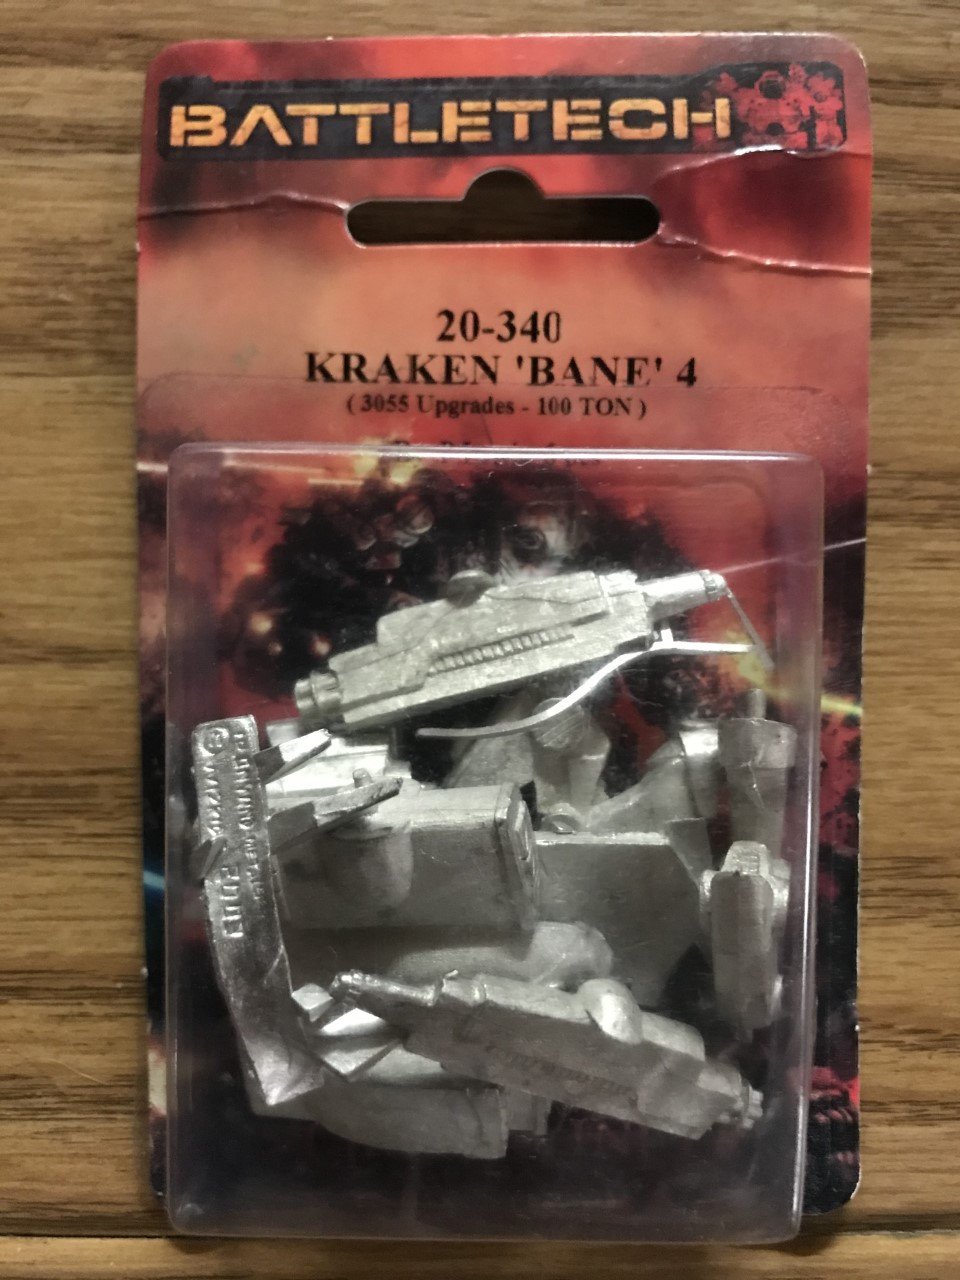 BATTLETECH
20-340
KRAKEN 'BANE' 4
( 3055 Upgrades - 100 TON )